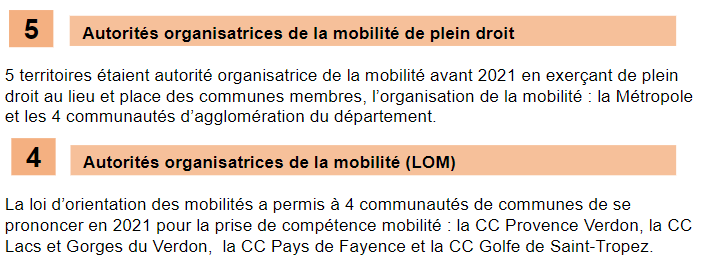 5 Autorités organisatrices de la mobilité de plein droit
5 territoires étaient autorité organisatrice de la mobilité avant 2021 en exerçant de plein
droit au lieu et place des communes membres, l’organisation de la mobilité : la Métropole
et les 4 communautés d’agglomération du département.
4 Autorités organisatrices de la mobilité (LOM)
La loi d’orientation des mobilités a permis à 4 communautés de communes de se
prononcer en 2021 pour la prise de compétence mobilité : la CC Provence Verdon, la CC
Lacs et Gorges du Verdon, la CC Pays de Fayence et la CC Golfe de Saint-Tropez.